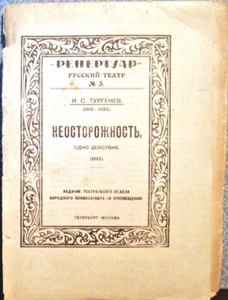 „РЕПЕРТУАР“
РУССКИЙ ТЕАТР
№ 3.
И. С. ТУРГЕНЕВ.
(1818—1883).
НЕОСТОРОЖНОСТЬ,
ОДНО ДЕЙСТВИЕ.
(1843).
ИЗДАНИЕ ТЕАТРАЛЬНОГО ОТДЕЛА
НАРОДНОГО КОМИССАРИАТА ПО ПРОСВЕЩЕНИЮ
ПЕТЕРБУРГ—МОСКВА